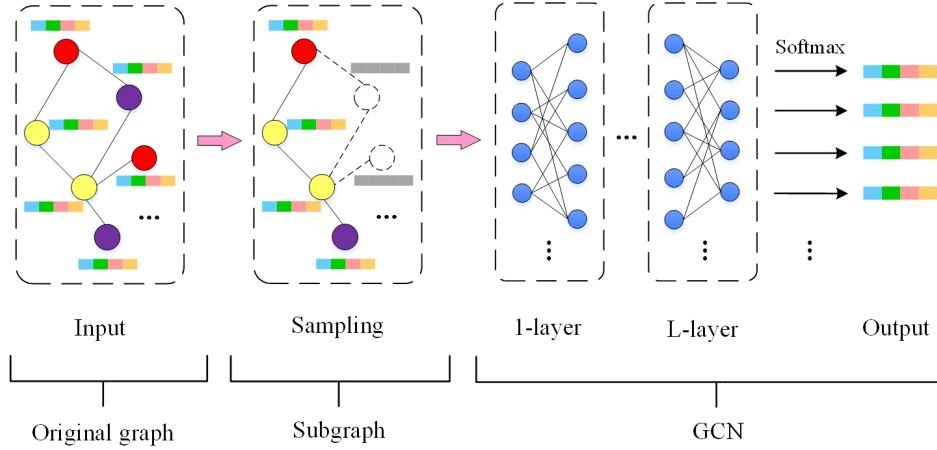 Softmax
Input
Sampling
1-layer
L-layer
Output
Original graph
Subgraph
GCN